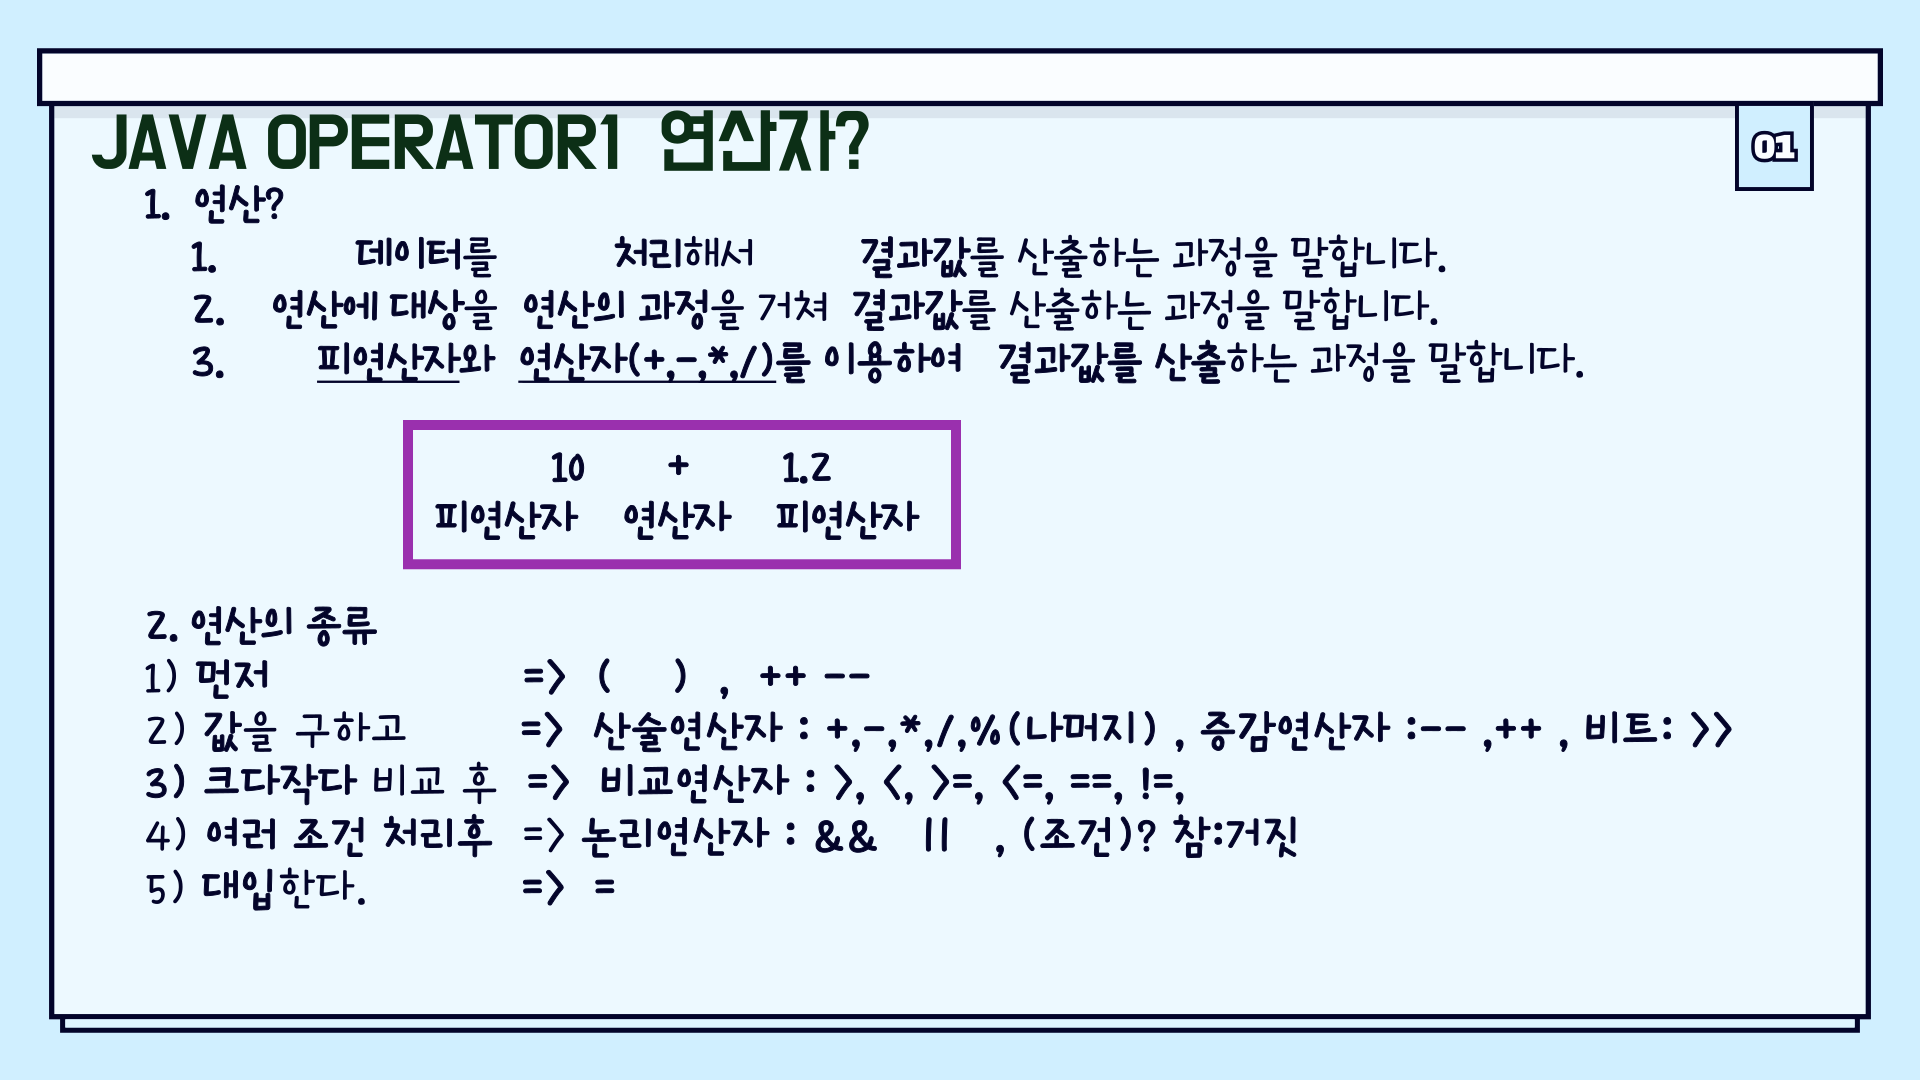 JAVA OPERATOR1 연산자?
01
1. 연산?
1. 데이터를 처리해서 결과값를 산출하는 과정을 말합니다.
2. 연산에 대상을 연산의 과정을 거쳐 결과값를 산출하는 과정을 말합니다.
3. 피연산자와 연산자(+,-,*,/)를 이용하여 결과값를 산출하는 과정을 말합니다.
10 + 1.2
피연산자 연산자 피연산자
2. 연산의 종류
1) 먼저 => ( ) , ++ --
2) 값을 구하고 => 산술연산자 : +,-,*,/,%(나머지) , 증감연산자 :-- ,++ , 비트: >>
3) 크다작다 비교 후 => 비교연산자 : >, <, >=, <=, ==, !=,
4) 여러 조건 처리후 => 논리연산자 : && || , (조건)? 참:거짓
5) 대입한다. => =